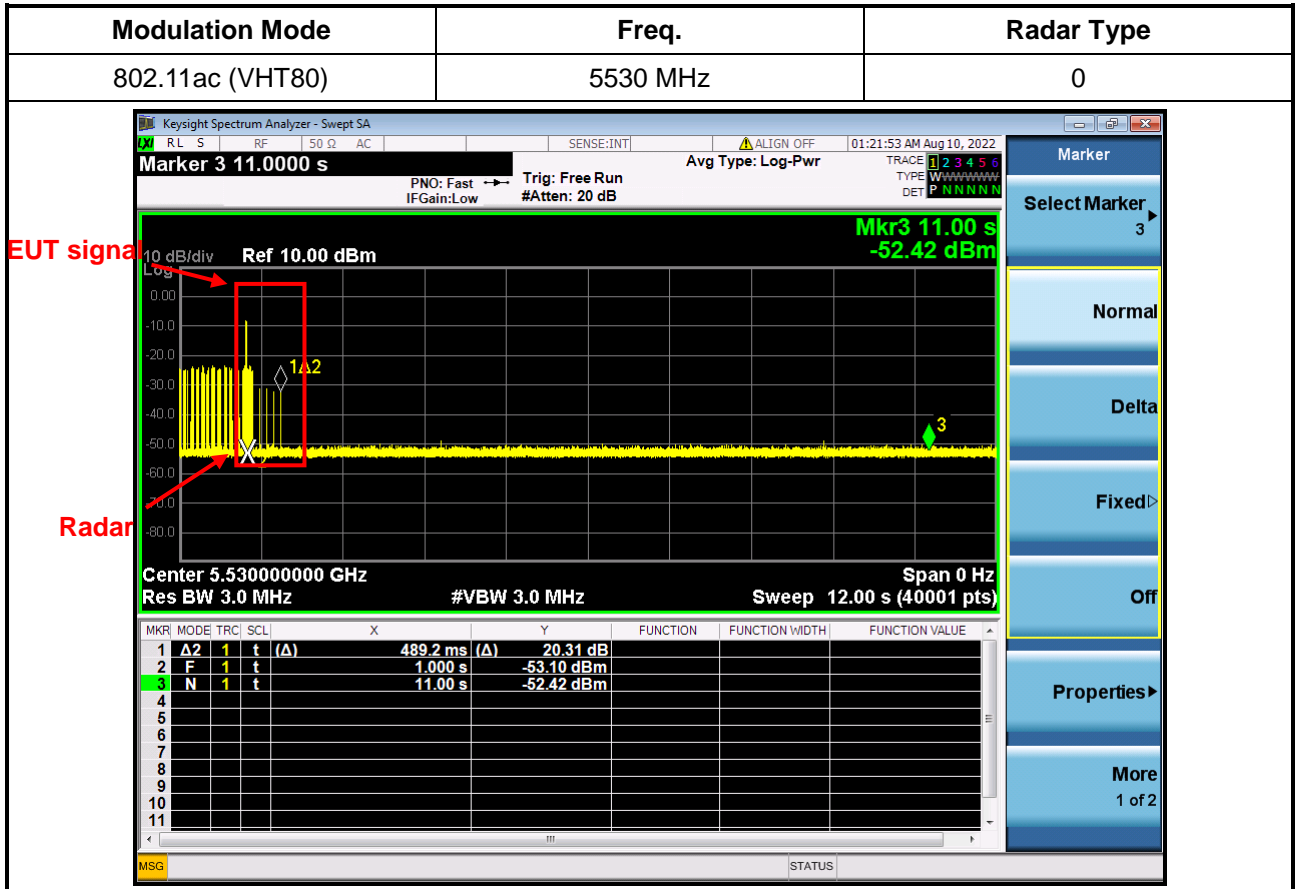 Modulation Mode Freq. Radar Type
802.11ac (VHT80) 5530 MHz 0
Keysight Spectrum Analyzer - Swept SA
LXI RL S RF 50 Ω AC SENSE:INT ALIGN OFF 01:21:53 AM Aug 10, 2022
Marker 3 11.0000 s
PNO: Fast
IFGain:Low
Trig: Free Run
#Atten: 20 dB
Avg Type: Log-Pwr
TRACE 1 2 3 4 5 6
TYPE WWWWWW
DET P N N N N N
Marker
Select Marker
3
Normal
Delta
Fixed
Off
Properties
More
1 of 2
Mkr3 11.00 s
-52.42 dBm
EUT signal
10 dB/div Ref 10.00 dBm
Log
0.00
-10.0
-20.0
-30.0
-40.0
-50.0
-60.0
-70.0
-80.0
1Δ2
3
X
Radar
Center 5.530000000 GHz Span 0 Hz
Res BW 3.0 MHz #VBW 3.0 MHz Sweep 12.00 s (40001 pts)
MKR MODE TRC SCL X Y FUNCTION FUNCTION WIDTH FUNCTION VALUE
1 Δ2 1 t (Δ) 489.2 ms (Δ) 20.31 dB
2 F 1 t 1.000 s -53.10 dBm
3 N 1 t 11.00 s -52.42 dBm
4
5
6
7
8
9
10
11
MSG STATUS